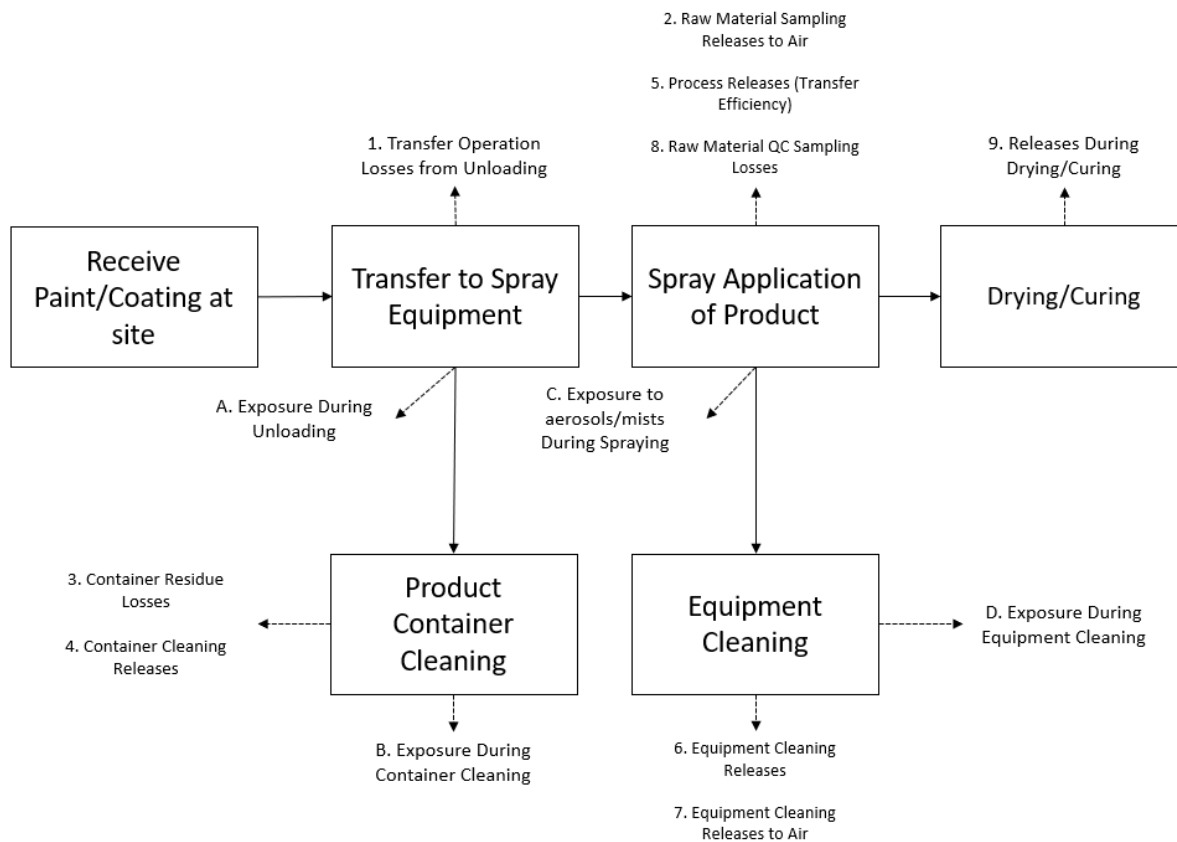 2. Raw Material Sampling
Releases to Air
5. Process Releases (Transfer
Efficiency)
8. Raw Material QC Sampling
Losses
1. Transfer Operation
Losses from Unloading
9. Releases During
Drying/Curing
Receive
Paint/Coating at
site
Transfer to Spray
Equipment
Spray Application
of Product
Drying/Curing
A. Exposure During
Unloading
C. Exposure to
aerosols/mists
During Spraying
3. Container Residue
Losses
4. Container Cleaning
Releases
Product
Container
Cleaning
Equipment
Cleaning
D. Exposure During
Equipment Cleaning
B. Exposure During
Container Cleaning
6. Equipment Cleaning
Releases
7. Equipment Cleaning
Releases to Air